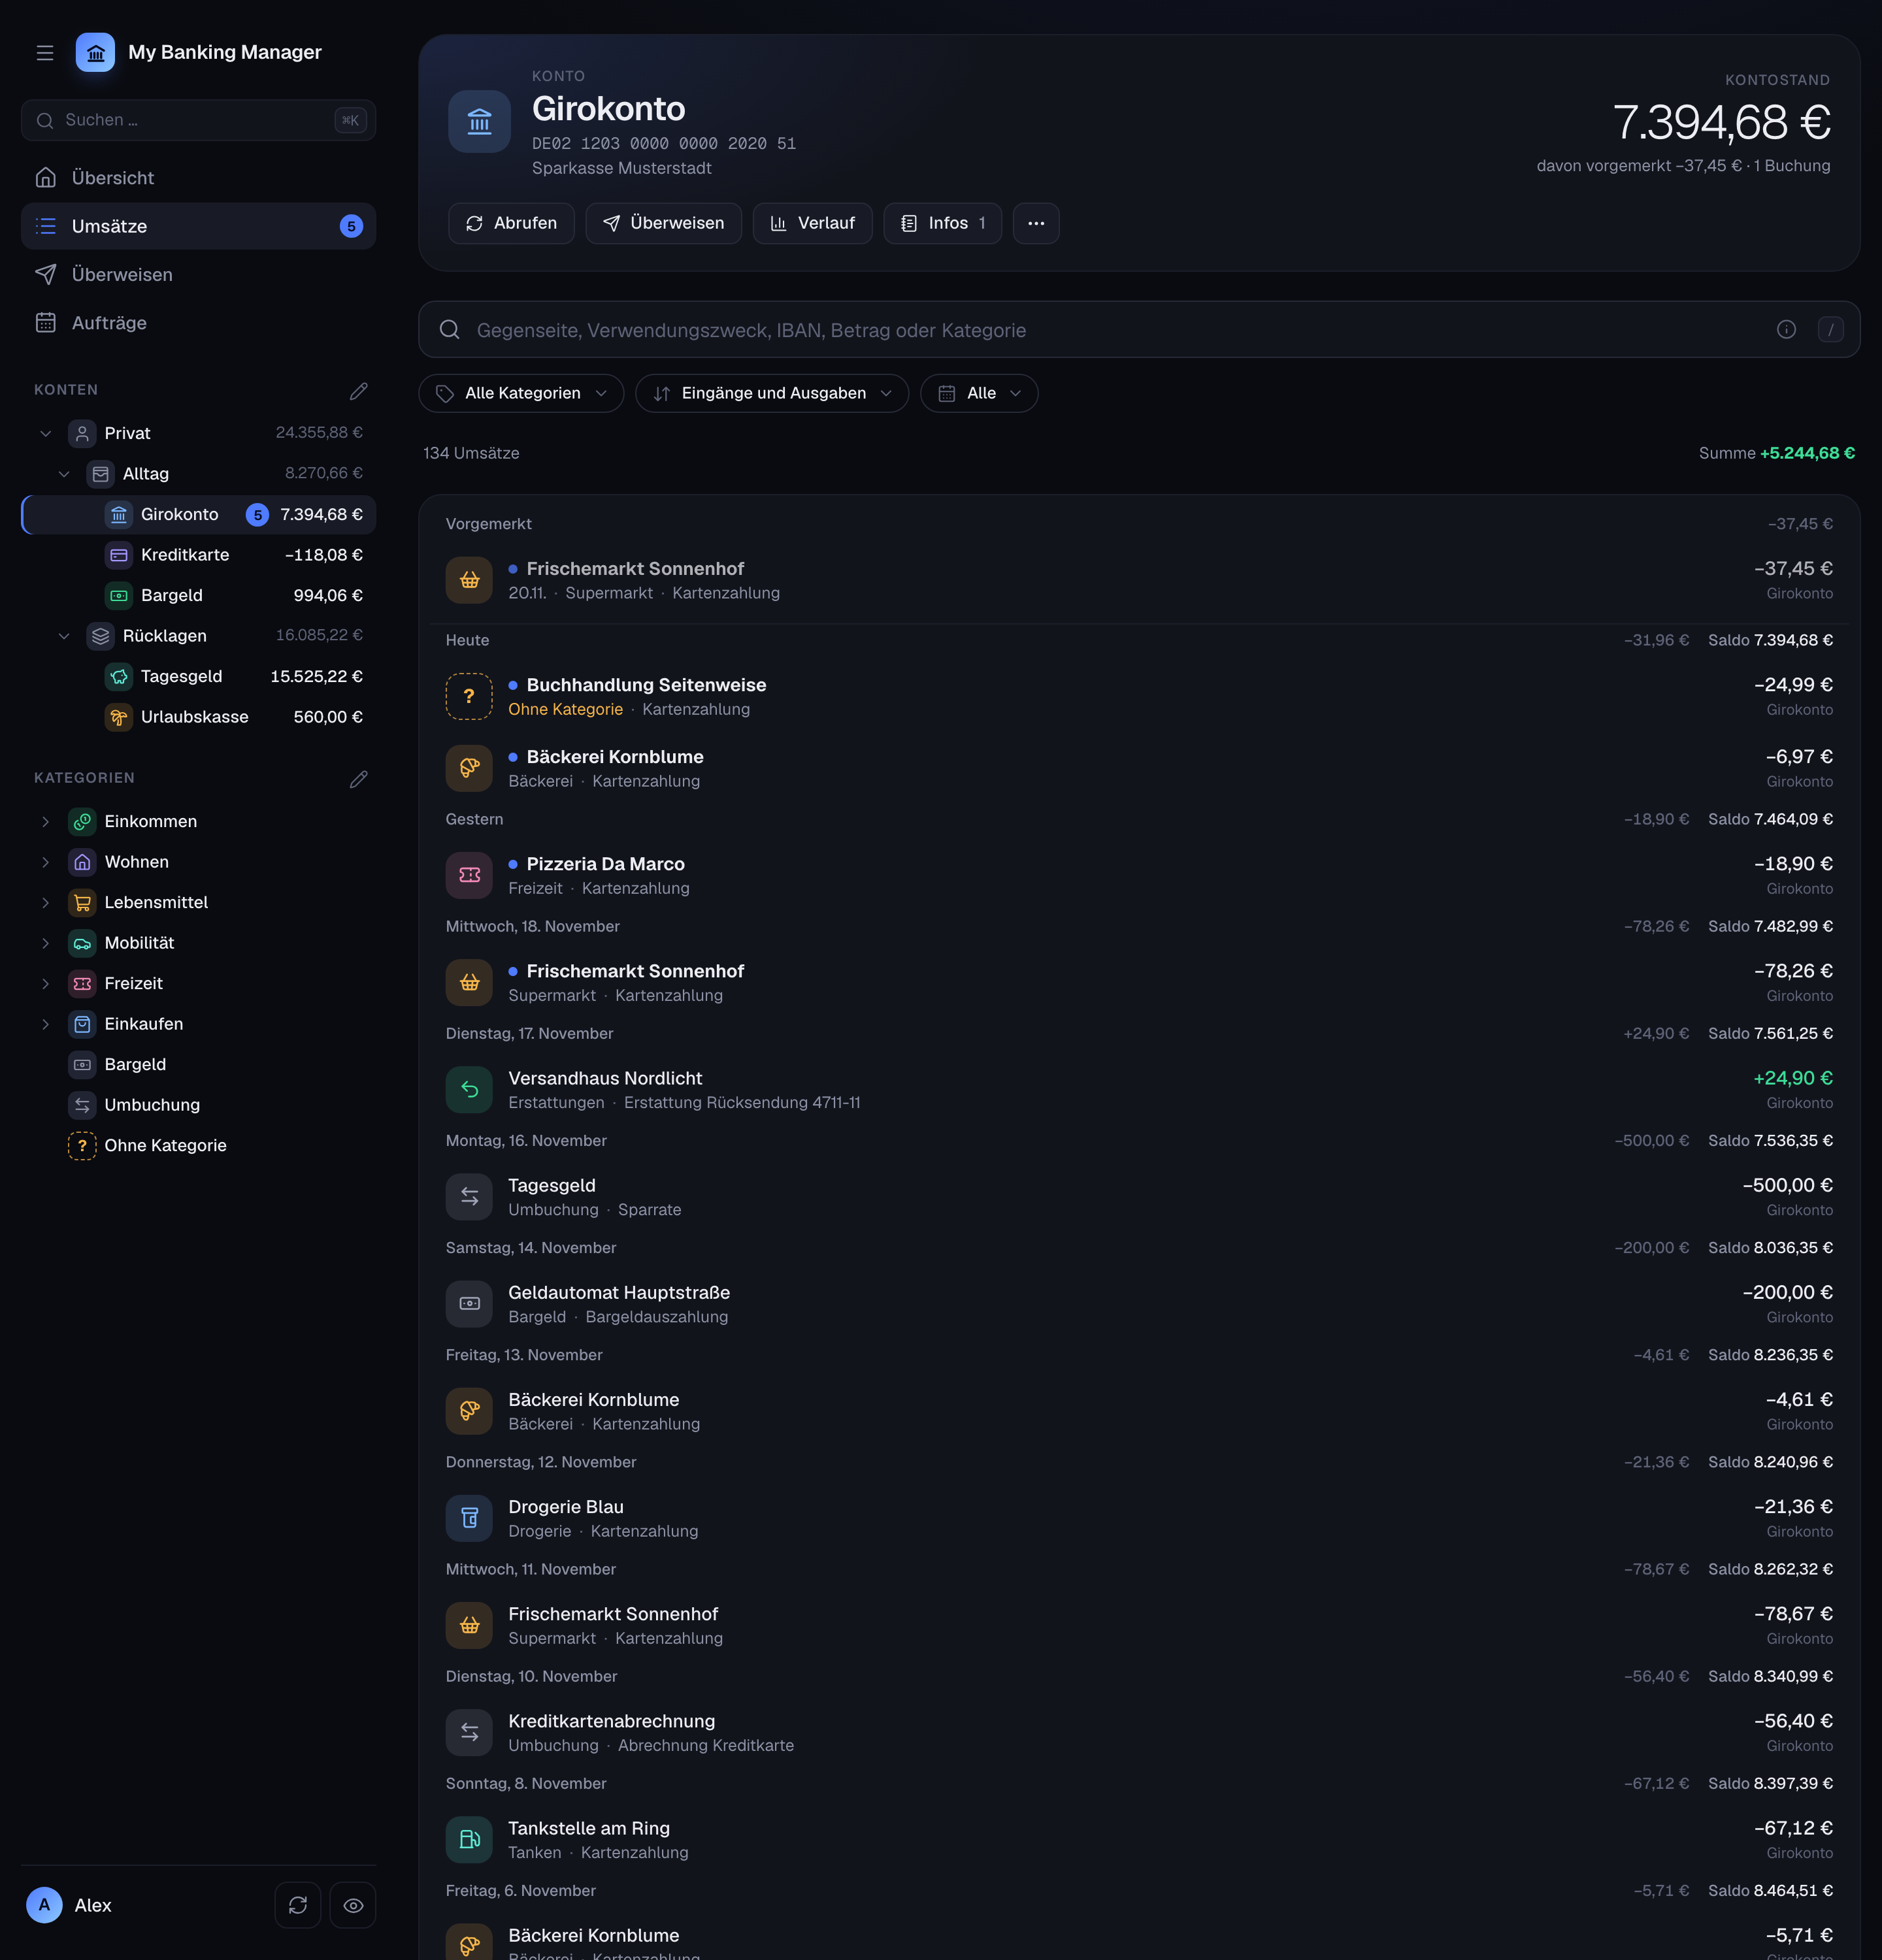 My Banking Manager
Suchen …
⌘K
Übersicht
Umsätze 5
Überweisen
Aufträge
KONTEN
Privat 24.355,88 €
Alltag 8.270,66 €
Girokonto 5 7.394,68 €
Kreditkarte −118,08 €
Bargeld 994,06 €
Rücklagen 16.085,22 €
Tagesgeld 15.525,22 €
Urlaubskasse 560,00 €
KATEGORIEN
Einkommen
Wohnen
Lebensmittel
Mobilität
Freizeit
Einkaufen
Bargeld
Umbuchung
? Ohne Kategorie
A Alex
KONTO
Girokonto
DE02 1203 0000 0000 2020 51
Sparkasse Musterstadt
KONTOSTAND
7.394,68 €
davon vorgemerkt −37,45 € · 1 Buchung
Abrufen Überweisen Verlauf Infos 1 ···
Gegenseite, Verwendungszweck, IBAN, Betrag oder Kategorie /
Alle Kategorien Eingänge und Ausgaben Alle
134 Umsätze Summe +5.244,68 €
Vorgemerkt −37,45 €
Frischemarkt Sonnenhof −37,45 €
20.11. · Supermarkt · Kartenzahlung Girokonto
Heute −31,96 € Saldo 7.394,68 €
? Buchhandlung Seitenweise −24,99 €
Ohne Kategorie · Kartenzahlung Girokonto
Bäckerei Kornblume −6,97 €
Bäckerei · Kartenzahlung Girokonto
Gestern −18,90 € Saldo 7.464,09 €
Pizzeria Da Marco −18,90 €
Freizeit · Kartenzahlung Girokonto
Mittwoch, 18. November −78,26 € Saldo 7.482,99 €
Frischemarkt Sonnenhof −78,26 €
Supermarkt · Kartenzahlung Girokonto
Dienstag, 17. November +24,90 € Saldo 7.561,25 €
Versandhaus Nordlicht +24,90 €
Erstattungen · Erstattung Rücksendung 4711-11 Girokonto
Montag, 16. November −500,00 € Saldo 7.536,35 €
Tagesgeld −500,00 €
Umbuchung · Sparrate Girokonto
Samstag, 14. November −200,00 € Saldo 8.036,35 €
Geldautomat Hauptstraße −200,00 €
Bargeld · Bargeldauszahlung Girokonto
Freitag, 13. November −4,61 € Saldo 8.236,35 €
Bäckerei Kornblume −4,61 €
Bäckerei · Kartenzahlung Girokonto
Donnerstag, 12. November −21,36 € Saldo 8.240,96 €
Drogerie Blau −21,36 €
Drogerie · Kartenzahlung Girokonto
Mittwoch, 11. November −78,67 € Saldo 8.262,32 €
Frischemarkt Sonnenhof −78,67 €
Supermarkt · Kartenzahlung Girokonto
Dienstag, 10. November −56,40 € Saldo 8.340,99 €
Kreditkartenabrechnung −56,40 €
Umbuchung · Abrechnung Kreditkarte Girokonto
Sonntag, 8. November −67,12 € Saldo 8.397,39 €
Tankstelle am Ring −67,12 €
Tanken · Kartenzahlung Girokonto
Freitag, 6. November −5,71 € Saldo 8.464,51 €
Bäckerei Kornblume −5,71 €
Bäckerei · Kartenzahlung Girokonto